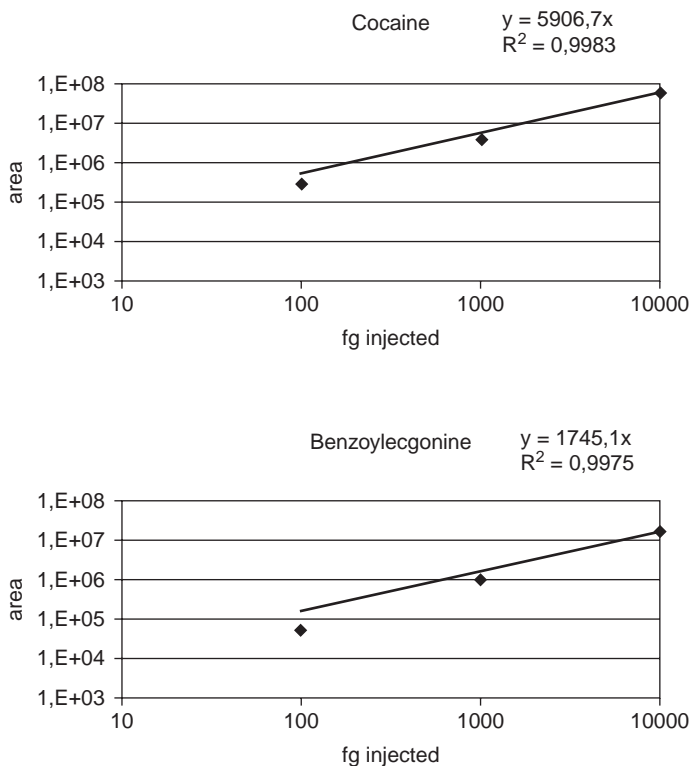 Cocaine
y = 5906,7x
R² = 0,9983
1,E+08
1,E+07
1,E+06
1,E+05
1,E+04
1,E+03
area
10 100 1000 10000
fg injected
Benzoylecgonine
y = 1745,1x
R² = 0,9975
1,E+08
1,E+07
1,E+06
1,E+05
1,E+04
1,E+03
area
10 100 1000 10000
fg injected